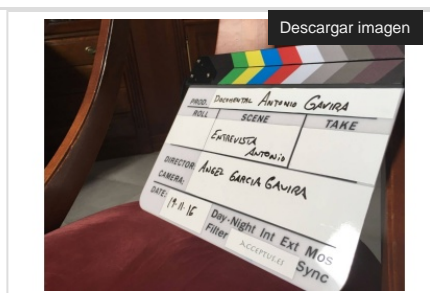 Descargar imagen
PROD. DOCUMENTAL ANTONIO GAVIRA
ROLL SCENE TAKE
ENTREVISTA
ANTONIO
DIRECTOR:
CAMERA: ANGEL GARCIA GAVIRA
DATE: 19-11-16
Day-Night Int Ext Mos
Filter Sync